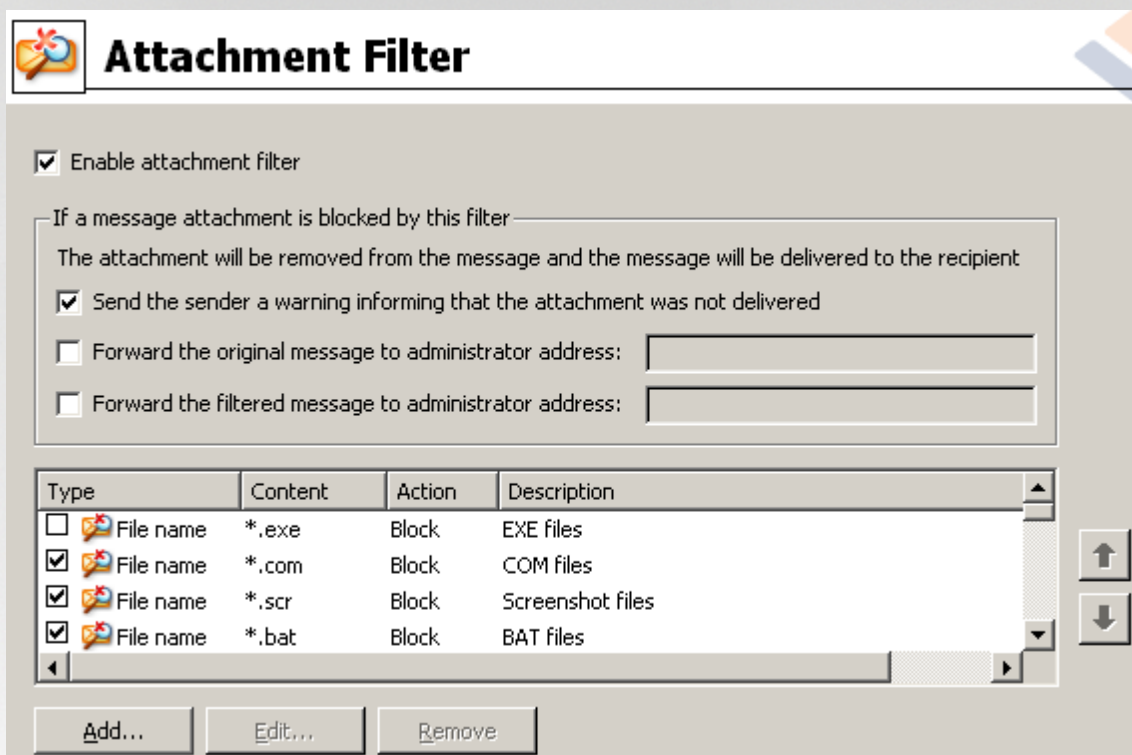 Attachment Filter
Enable attachment filter
If a message attachment is blocked by this filter
The attachment will be removed from the message and the message will be delivered to the recipient
Send the sender a warning informing that the attachment was not delivered
Forward the original message to administrator address:
Forward the filtered message to administrator address:
Type Content Action Description
File name *.exe Block EXE files
File name *.com Block COM files
File name *.scr Block Screenshot files
File name *.bat Block BAT files
Add... Edit... Remove